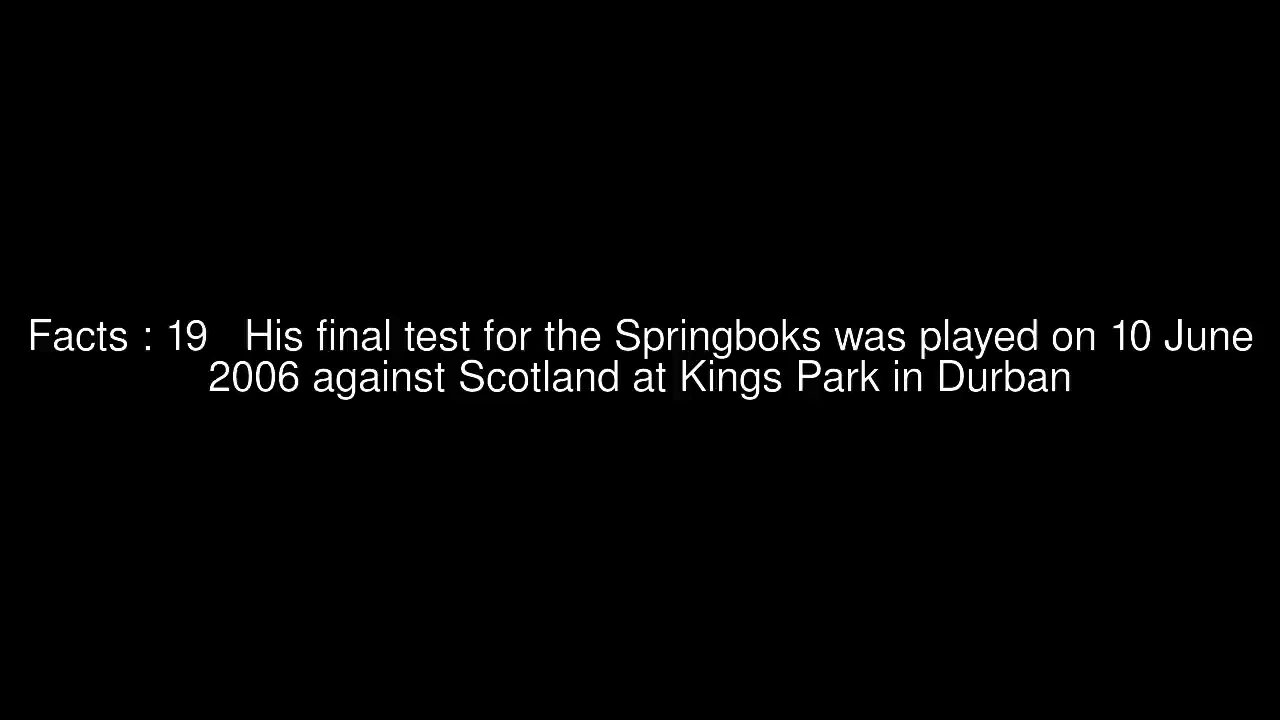 Facts : 19   His final test for the Springboks was played on 10 June
2006 against Scotland at Kings Park in Durban